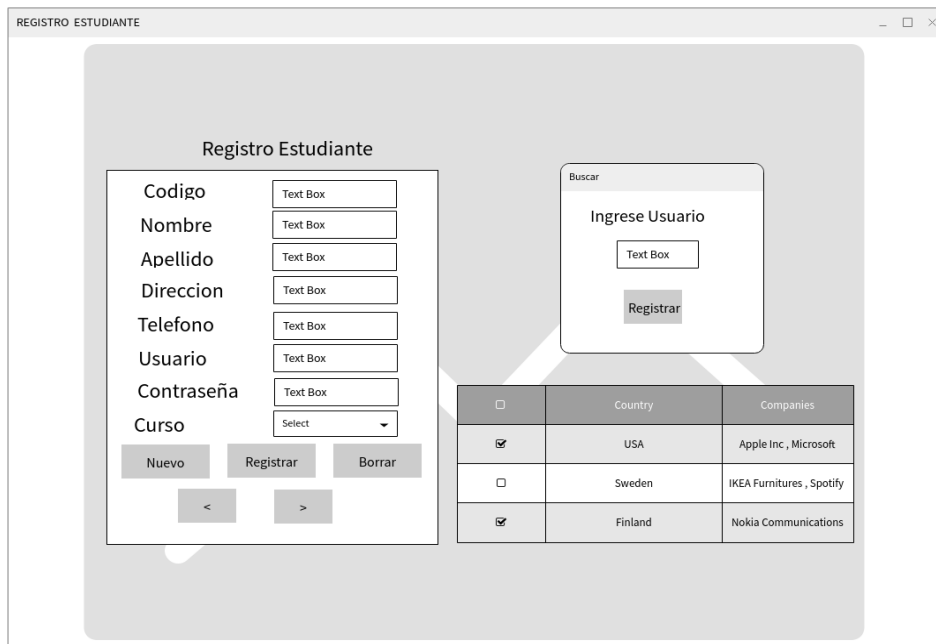 REGISTRO ESTUDIANTE
Registro Estudiante
Codigo Text Box
Nombre Text Box
Apellido Text Box
Direccion Text Box
Telefono Text Box
Usuario Text Box
Contraseña Text Box
Curso Select
Nuevo Registrar Borrar
< >
Buscar
Ingrese Usuario
Text Box
Registrar
Country Companies
USA Apple Inc , Microsoft
Sweden IKEA Furnitures , Spotify
Finland Nokia Communications